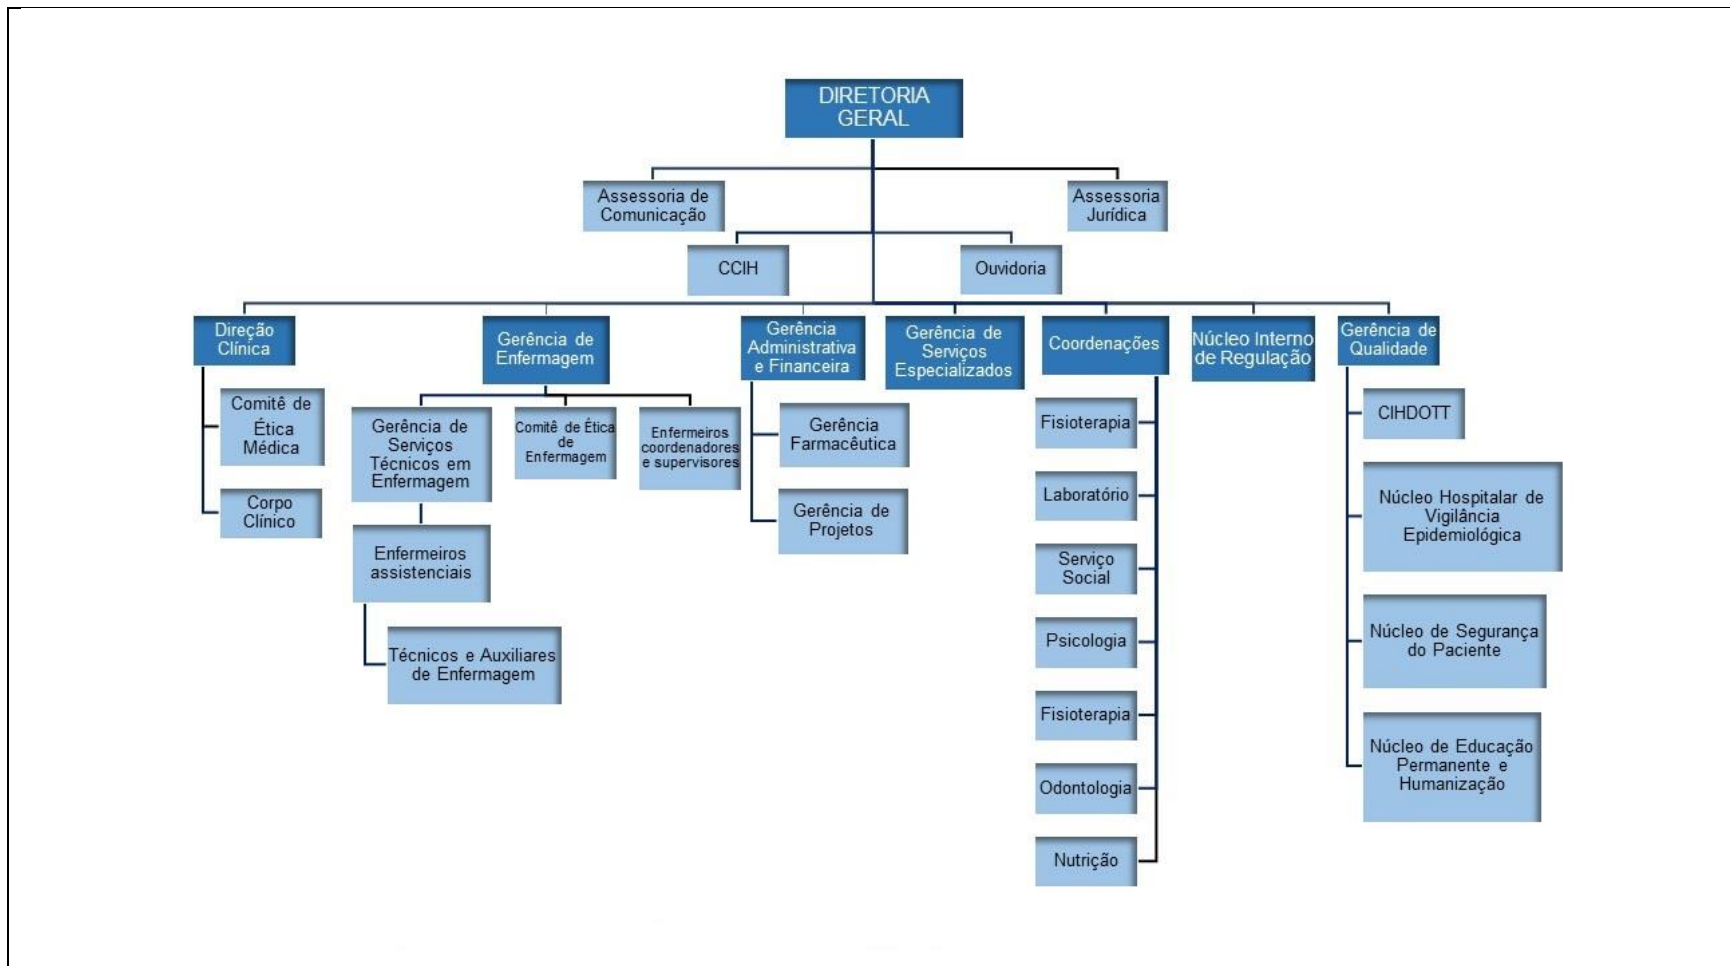 DIRETORIA
GERAL
Assessoria de
Comunicação
Assessoria
Jurídica
CCIH
Ouvidoria
Direção
Clínica
Comitê de
Ética
Médica
Corpo
Clínico
Gerência de
Enfermagem
Gerência de
Serviços
Técnicos em
Enfermagem
Enfermeiros
assistenciais
Técnicos e Auxiliares
de Enfermagem
Comitê de Ética
de
Enfermagem
Enfermeiros
coordenadores
e supervisores
Gerência
Administrativa
e Financeira
Gerência
Farmacêutica
Gerência de
Projetos
Gerência de
Serviços
Especializados
Coordenações
Fisioterapia
Laboratório
Serviço
Social
Psicologia
Fisioterapia
Odontologia
Nutrição
Núcleo Interno
de Regulação
Gerência de
Qualidade
CIHDOTT
Núcleo Hospitalar de
Vigilância
Epidemiológica
Núcleo de Segurança
do Paciente
Núcleo de Educação
Permanente e
Humanização